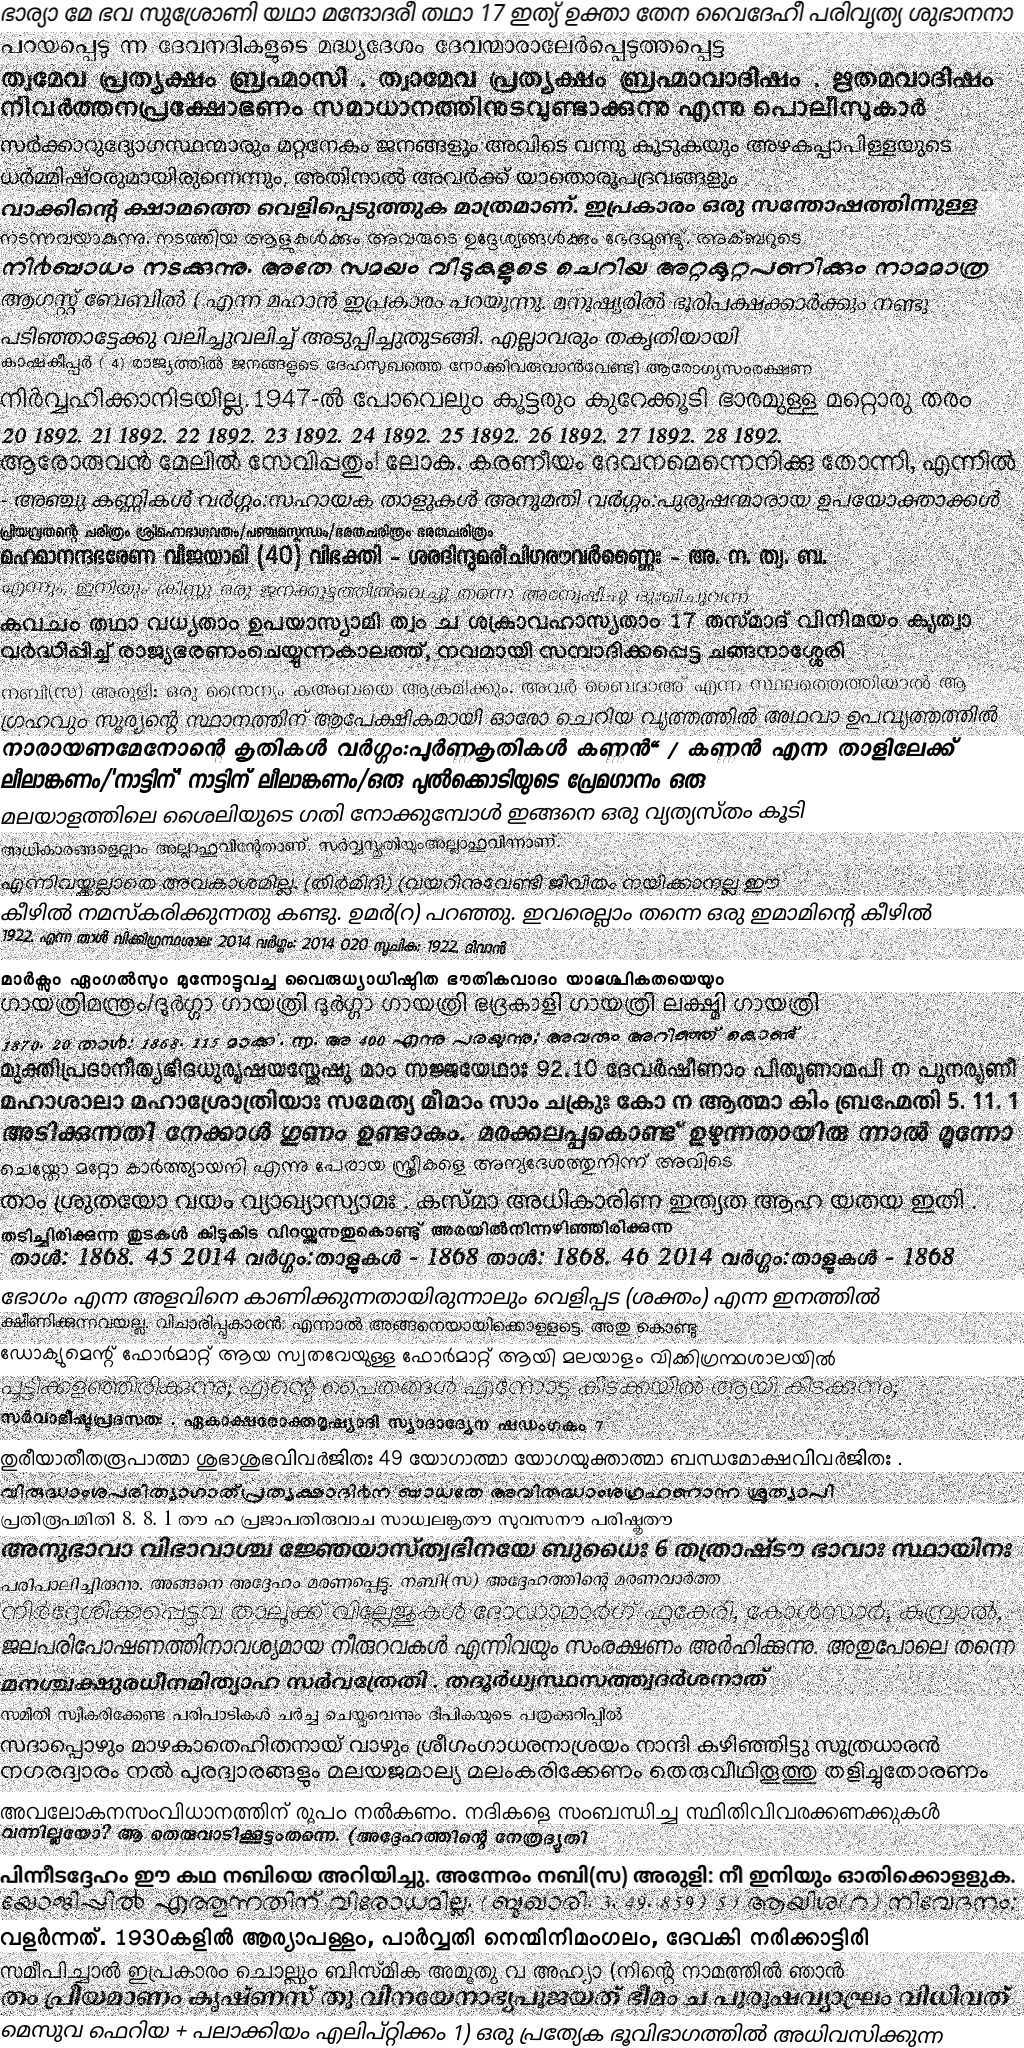 ഭാര്യാ മേ ഭവ സുശ്രോണി യഥാ മന്ദോദരീ തഥാ 17 ഇത്യ് ഉക്താ തേന വൈദേഹീ പരിവൃത്യ ശുഭാനനാ
പറയപ്പെടു ന്ന ദേവനദികളുടെ മദ്ധ്യദേശം ദേവന്മാരാലേർപ്പെടുത്തപ്പെട്ട
ത്വമേവ പ്രത്യക്ഷം ബ്രഹ്മാസി . ത്വാമേവ പ്രത്യക്ഷം ബ്രഹ്മാവാദിഷം . ഋതമവാദിഷം
നിവർത്തനപ്രക്ഷോഭണം സമാധാനത്തിനുടവുണ്ടാക്കുന്നു എന്നു പൊലീസുകാർ
സർക്കാറുദ്യോഗസ്ഥന്മാരും മറ്റനേകം ജനങ്ങളും അവിടെ വന്നു കൂടുകയും അഴകപ്പാപിള്ളയുടെ
ധർമ്മിഷ്ഠരുമായിരുന്നെന്നും, അതിനാൽ അവർക്ക് യാതൊരുപദ്രവങ്ങളും
വാക്കിന്റെ ക്ഷാമത്തെ വെളിപ്പെടുത്തുക മാത്രമാണ്. ഇപ്രകാരം ഒരു സന്തോഷത്തിന്നുള്ള
നടന്നവയാകുന്നു. നടത്തിയ ആളുകൾക്കും അവരുടെ ഉദ്ദേശ്യങ്ങൾക്കും ഭേദമുണ്ടു്. അക്ബറുടെ
നിർബാധം നടക്കുന്നു. അതേ സമയം വീടുകളുടെ ചെറിയ അറ്റകുറ്റപണിക്കും നാമമാത്ര
ആഗസ്റ്റ് ബേബിൽ ( എന്ന മഹാൻ ഇപ്രകാരം പറയുന്നു. മനുഷ്യരിൽ ഭൂരിപക്ഷക്കാർക്കും നണ്ടു
പടിഞ്ഞാട്ടേക്കു വലിച്ചുവലിച്ച് അടുപ്പിച്ചുതുടങ്ങി. എല്ലാവരും തകൃതിയായി
കാഷ്കീപ്പർ ( 4) രാജ്യത്തിൽ ജനങ്ങളുടെ ദേഹസുഖത്തെ നോക്കിവരുവാൻവേണ്ടി ആരോഗ്യസംരക്ഷണ
നിർവ്വഹിക്കാനിടയില്ല. 1947-ൽ പോവെലും കൂട്ടരും കുറേക്കൂടി ഭാരമുള്ള മറ്റൊരു തരം
20 1892. 21 1892. 22 1892. 23 1892. 24 1892. 25 1892. 26 1892. 27 1892. 28 1892.
ആരോരുവൻ മേലിൽ സേവിപ്പതും! ലോക. കരണീയം ദേവനമെന്നെനിക്കു തോന്നി, എന്നിൽ
- അഞ്ചു കണ്ണികൾ വർഗ്ഗം:സഹായക താളുകൾ അനുമതി വർഗ്ഗം:പുരുഷന്മാരായ ഉപയോക്താക്കൾ
പ്രിയവ്രതന്റെ ചരിത്രം ശ്രീമഹാഭാഗവതം/പഞ്ചമസ്കന്ധം/ഭരതചരിത്രം ഭരതചരിത്രം
മഹാമാനന്ദഭരേണ വീജയാമി (40) വിഭക്തി – ശരദിന്ദുമരീചിഗൗരവർണ്ണൈഃ – അ. ന്ദ. ത്വ. ബ.
എന്നും, ഇനിയും ക്രിസ്തു ഒരു ജനക്കൂട്ടത്തിൽവെച്ചു തന്നെ അന്വേഷിച്ചു ദുഃഖിച്ചുവന്ന
കവചം തഥാ വധ്യതാം ഉപയാസ്യാമി ത്വം ച ശക്രാവഹാസ്യതാം 17 തസ്മാദ് വിനിമയം കൃത്വാ
വർദ്ധിപ്പിച്ച് രാജ്യഭരണംചെയ്യുന്നകാലത്ത്, നവമായി സമ്പാദിക്കപ്പെട്ട ചങ്ങനാശ്ശേരി
നബി(സ) അരുളി: ഒരു സൈന്യം കഅബയെ ആക്രമിക്കും. അവർ ബൈദാഅ് എന്ന സ്ഥലത്തെത്തിയാൽ ആ
ഗ്രഹവും സൂര്യന്റെ സ്ഥാനത്തിന് ആപേക്ഷികമായി ഓരോ ചെറിയ വൃത്തത്തിൽ അഥവാ ഉപവൃത്തത്തിൽ
നാരായണമേനോന്റെ കൃതികൾ വർഗ്ഗം:പൂർണകൃതികൾ കണൻ“ / കണൻ എന്ന താളിലേക്ക്
ലീലാങ്കണം/'നാട്ടിന്' നാട്ടിന് ലീലാങ്കണം/ഒരു പുൽക്കൊടിയുടെ പ്രേമഗാനം ഒരു
മലയാളത്തിലെ ശൈലിയുടെ ഗതി നോക്കുമ്പോൾ ഇങ്ങനെ ഒരു വ്യത്യസ്തം കൂടി
അധികാരങ്ങളെല്ലാം അല്ലാഹുവിന്റേതാണ്. സർവ്വസ്തുതിയുംഅല്ലാഹുവിന്നാണ്.
എന്നിവയ്ക്കല്ലാതെ അവകാശമില്ല. (തിർമിദി) (വയറിനുവേണ്ടി ജീവിതം നയിക്കാനല്ല ഈ
കീഴിൽ നമസ്കരിക്കുന്നതു കണ്ടു. ഉമർ(റ) പറഞ്ഞു. ഇവരെല്ലാം തന്നെ ഒരു ഇമാമിന്റെ കീഴിൽ
1922. എന്ന താൾ വിക്കിഗ്രന്ഥശാല: 2014 വർഗ്ഗം: 2014 020 സൂചിക: 1922. ദിവാൻ
മാർക്സും ഏംഗൽസും മുന്നോട്ടുവച്ച വൈരുധ്യാധിഷ്ഠിത ഭൗതികവാദം യാദൃശ്ചികതയെയും
ഗായത്രിമന്ത്രം/ദുർഗ്ഗാ ഗായത്രി ദുർഗ്ഗാ ഗായത്രി ഭദ്രകാളി ഗായത്രി ലക്ഷ്മി ഗായത്രി
1870. 20 താൾ: 1868. 115 മാക്ക്. ന്ന. അ 400 എന്നു പറയുന്നു; അവനും അറിഞ്ഞ് കൊണ്ട്
മുക്തിപ്രദാനീത്യഭിദധുരൃഷയസ്തേഷു മാം സജ്ജയേഥാഃ 92.10 ദേവർഷീണാം പിതൄണാമപി ന പുനരൃണീ
മഹാശാലാ മഹാശ്രോത്രിയാഃ സമേത്യ മീമാം സാം ചക്രുഃ കോ ന ആത്മാ കിം ബ്രഹ്മേതി 5. 11. 1
അടിക്കുന്നതി നേക്കാൾ ഗുണം ഉണ്ടാകും. മരക്കലപ്പകൊണ്ട് ഉഴുന്നതായിരു ന്നാൽ മൂന്നോ
ചെയ്തോ മറ്റോ കാർത്ത്യായനി എന്നു പേരായ സ്ത്രീകളെ അന്യദേശത്തുനിന്ന് അവിടെ
താം ശ്രുതയോ വയം വ്യാഖ്യാസ്യാമഃ . കസ്മാ അധികാരിണ ഇത്യത ആഹ യതയ ഇതി .
തടിച്ചിരിക്കുന്ന തുടകൾ കിടുകിട വിറയ്ക്കുന്നതുകൊണ്ടു് അരയിൽനിന്നഴിഞ്ഞിരിക്കുന്ന
താൾ: 1868. 45 2014 വർഗ്ഗം:താളുകൾ - 1868 താൾ: 1868. 46 2014 വർഗ്ഗം:താളുകൾ - 1868
ഭോഗം എന്ന അളവിനെ കാണിക്കുന്നതായിരുന്നാലും വെളിപ്പട (ശക്തം) എന്ന ഇനത്തിൽ
ക്ഷീണിക്കുന്നവയല്ല. വിചാരിപ്പുകാരൻ: എന്നാൽ അങ്ങനെയായിക്കൊള്ളട്ടെ. അതു കൊണ്ടു
ഡോക്യുമെന്റ് ഫോർമാറ്റ് ആയ സ്വതവേയുള്ള ഫോർമാറ്റ് ആയി മലയാളം വിക്കിഗ്രന്ഥശാലയിൽ
പൂട്ടിക്കളഞ്ഞിരിക്കുന്നു; എന്റെ പൈതങ്ങൾ എന്നോടു കിടക്കയിൽ ആയി കിടക്കുന്നു;
സർവാഭീഷ്ടപ്രദസതഃ . ഏകാക്ഷരോക്തമൃഷ്യാദി സ്യാദാദ്യേന ഷഡംഗകം 7
തുരീയാതീതരൂപാത്മാ ശുഭാശുഭവിവർജിതഃ 49 യോഗാത്മാ യോഗയുക്താത്മാ ബന്ധമോക്ഷവിവർജിതഃ .
വിരുദ്ധാംശപരിത്യാഗാത്പ്രത്യക്ഷാദിർന ബാധതേ അവിരുദ്ധാംശഗ്രഹണാന്ന ശ്രുത്യാപി
പ്രതിരൂപമിതി 8. 8. 1 തൗ ഹ പ്രജാപതിരുവാച സാധ്വലങ്കൃതൗ സുവസനൗ പരിഷ്കൃതൗ
അനുഭാവാ വിഭാവാശ്ച ജ്ഞേയാസ്ത്വഭിനയേ ബുധൈഃ 6 തത്രാഷ്ടൗ ഭാവാഃ സ്ഥായിനഃ
പരിപാലിച്ചിരുന്നു. അങ്ങനെ അദ്ദേഹം മരണപ്പെട്ടു. നബി(സ) അദ്ദേഹത്തിന്റെ മരണവാർത്ത
നിർദ്ദേശിക്കപ്പെട്ടവ താലൂക്ക് വില്ലേജുകൾ ദോഡാമാർഗ് ഫുകേരി, കോൾസാർ, കുമ്പ്രാൽ,
ജലപരിപോഷണത്തിനാവശ്യമായ നീരുറവകൾ എന്നിവയും സംരക്ഷണം അർഹിക്കുന്നു. അതുപോലെ തന്നെ
മനശ്ചക്ഷുരധീനമിത്യാഹ സർവത്രേതി . തദൂർധ്വസ്ഥസത്ത്വദർശനാത്
സമിതി സ്വീകരിക്കേണ്ട പരിപാടികൾ ചർച്ച ചെയ്തുവെന്നും ദീപികയുടെ പത്രക്കുറിപ്പിൽ
സദാപ്പൊഴും മാഴകാതെഹിതനായ് വാഴും ശ്രീഗംഗാധരനാശ്രയം നാന്ദി കഴിഞ്ഞിട്ടു സൂത്രധാരൻ
നഗരദ്വാരം നൽ പുരദ്വാരങ്ങളും മലയജമാല്യ മലംകരിക്കേണം തെരുവീഥിതൂത്തു തളിച്ചുതോരണം
അവലോകനസംവിധാനത്തിന് രൂപം നൽകണം. നദികളെ സംബന്ധിച്ച സ്ഥിതിവിവരക്കണക്കുകൾ
വന്നില്ലയോ? ആ തെരുവാടിക്കൂട്ടംതന്നെ. (അദ്ദേഹത്തിന്റെ നേതൃദ്യുതി
പിന്നീടദ്ദേഹം ഈ കഥ നബിയെ അറിയിച്ചു. അന്നേരം നബി(സ) അരുളി: നീ ഇനിയും ഓതിക്കൊളളുക.
യോജിപ്പിൽ എത്തുന്നതിന് വിരോധമില്ല. (ബുഖാരി. 3. 49. 859) 5) ആയിശ(റ) നിവേദനം:
വളർന്നത്. 1930കളിൽ ആര്യാപള്ളം, പാർവ്വതി നെന്മിനിമംഗലം, ദേവകി നരിക്കാട്ടിരി
സമീപിച്ചാൽ ഇപ്രകാരം ചൊല്ലും ബിസ്മിക അമൂതു വ അഹ്യാ (നിന്റെ നാമത്തിൽ ഞാൻ
തം പ്രീയമാണം കൃഷ്ണസ് തു വിനയേനാഭ്യപൂജയത് ഭീമം ച പുരുഷവ്യാഘ്രം വിധിവത്
മെസുവ ഫെറിയ + പലാക്കിയം എലിപ്റ്റിക്കം 1) ഒരു പ്രത്യേക ഭൂവിഭാഗത്തിൽ അധിവസിക്കുന്ന